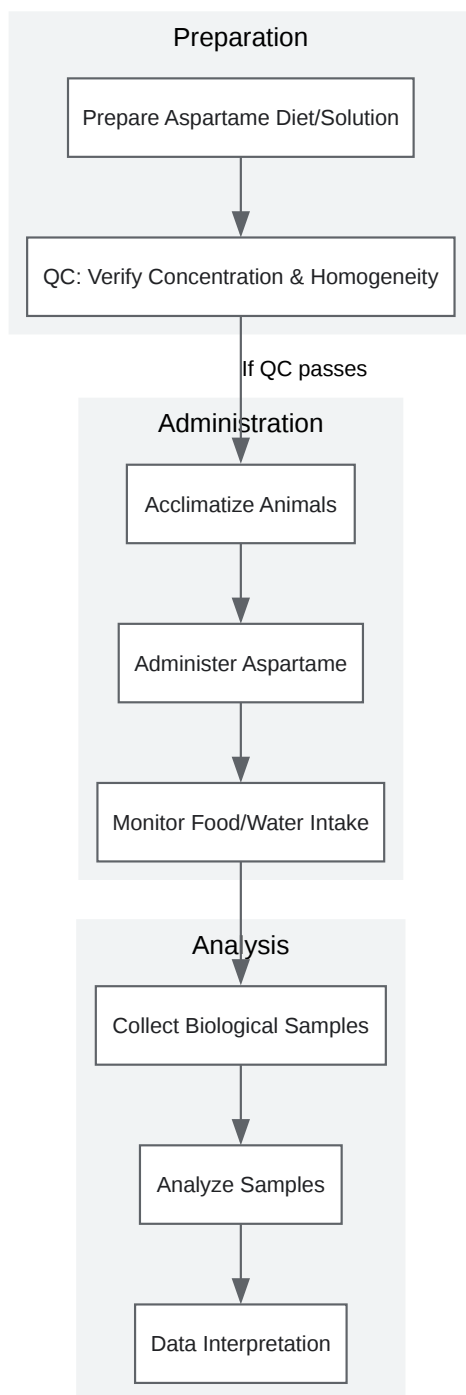 Preparation
Prepare Aspartame Diet/Solution
QC: Verify Concentration & Homogeneity
If QC passes
Administration
Acclimatize Animals
Administer Aspartame
Monitor Food/Water Intake
Analysis
Collect Biological Samples
Analyze Samples
Data Interpretation